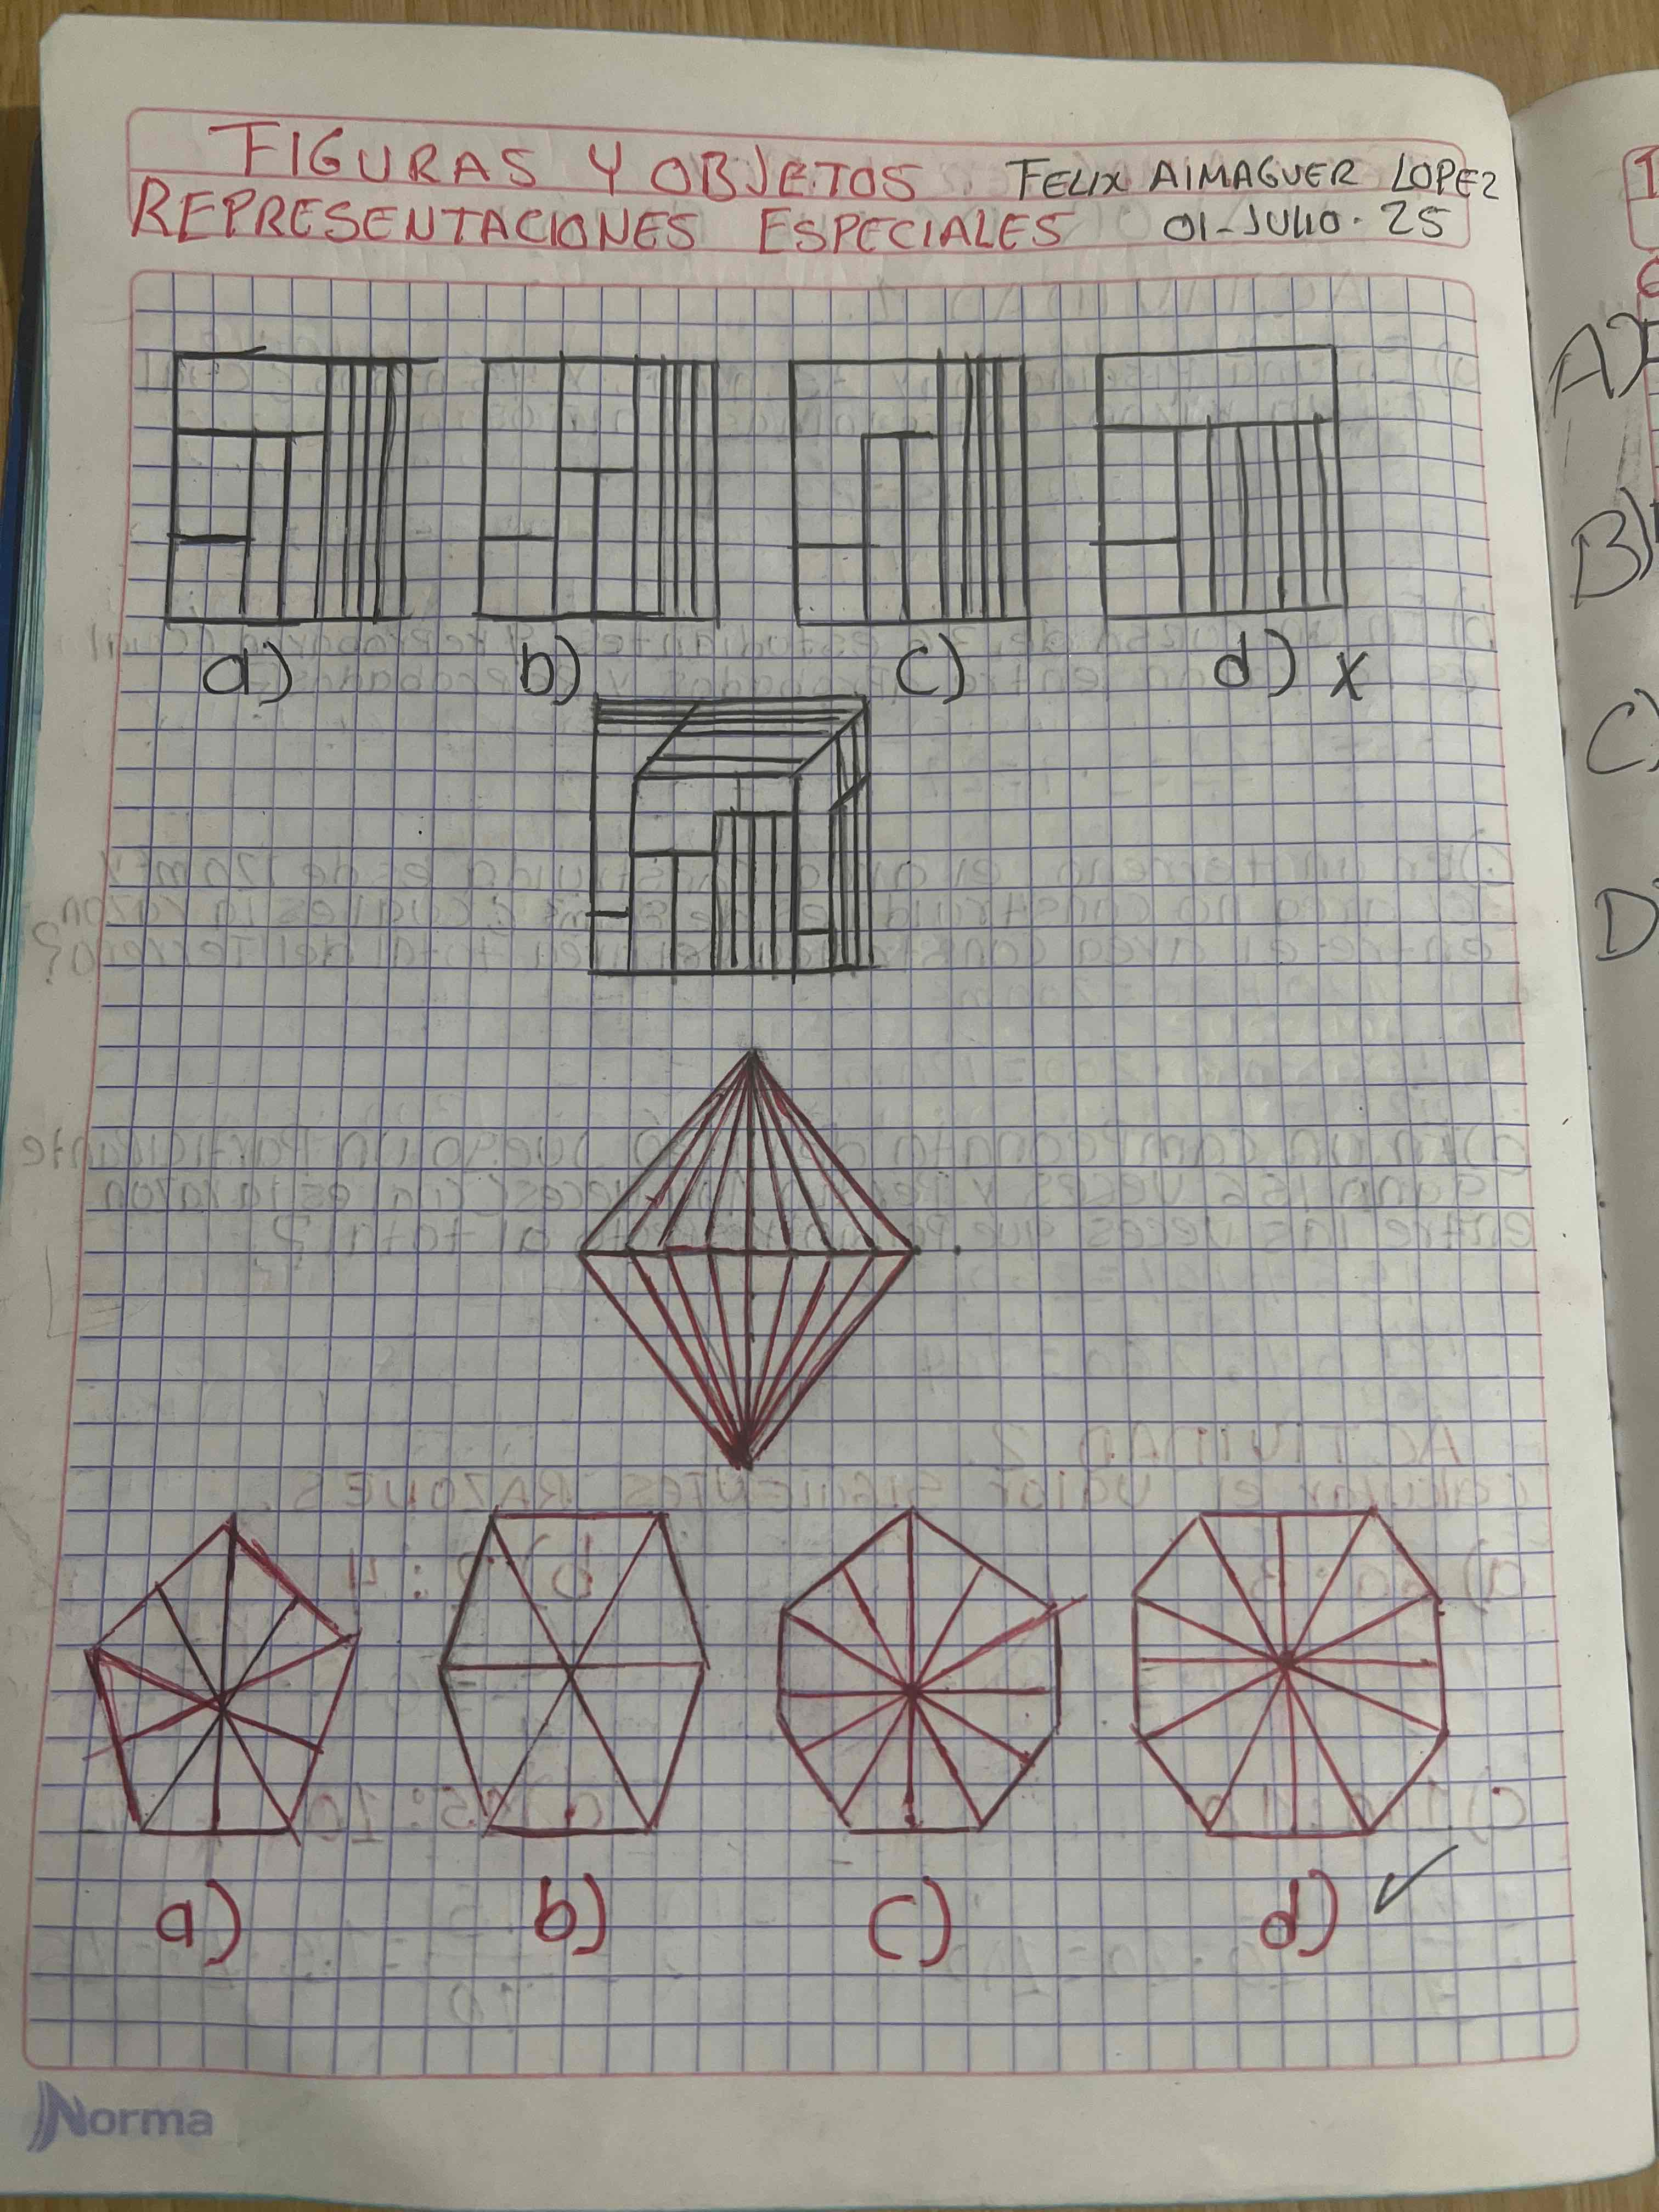 FIGURAS Y OBJETOS FELIX AIMAGUER LOPEZ
REPRESENTACIONES ESPECIALES 01-JULIO-25
a) b) c) d) x
a) b) c) d) ✓
Norma
A)
B)
C)
D